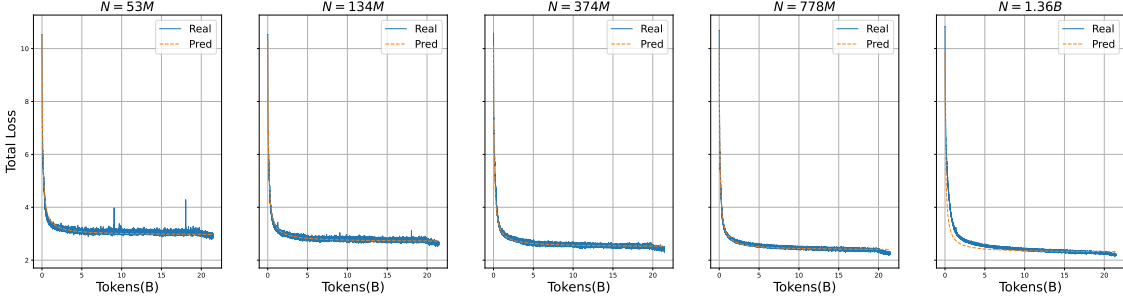 N = 53M
N = 134M
N = 374M
N = 778M
N = 1.36B
Real
Pred
Real
Pred
Real
Pred
Real
Pred
Real
Pred
Total Loss
10
8
6
4
2
0 5 10 15 20
0 5 10 15 20
0 5 10 15 20
0 5 10 15 20
0 5 10 15 20
Tokens(B)
Tokens(B)
Tokens(B)
Tokens(B)
Tokens(B)